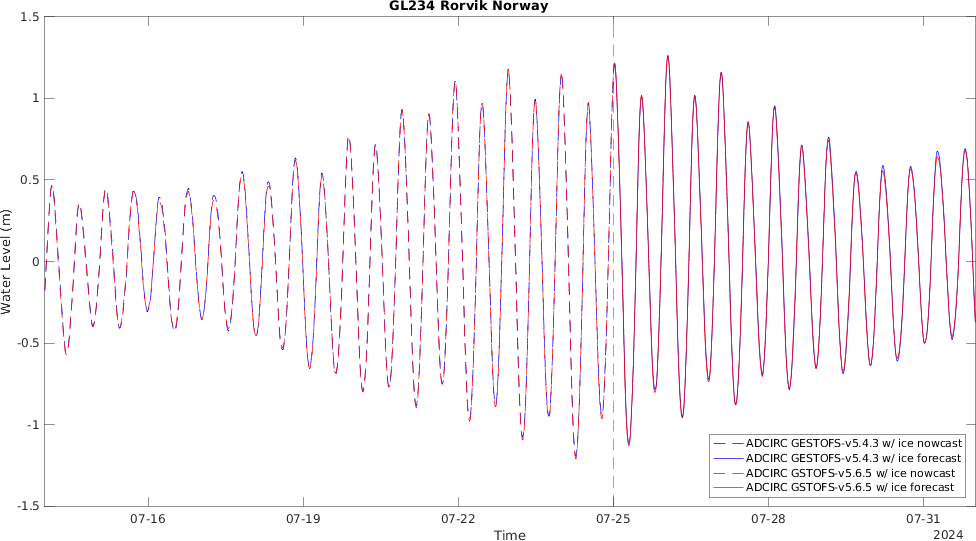 GL234 Rorvik Norway
1.5
1
0.5
0
-0.5
-1
-1.5
Water Level (m)
07-16
07-19
07-22
07-25
07-28
07-31
Time
2024
ADCIRC GESTOFS-v5.4.3 w/ ice nowcast
ADCIRC GESTOFS-v5.4.3 w/ ice forecast
ADCIRC GSTOFS-v5.6.5 w/ ice nowcast
ADCIRC GSTOFS-v5.6.5 w/ ice forecast